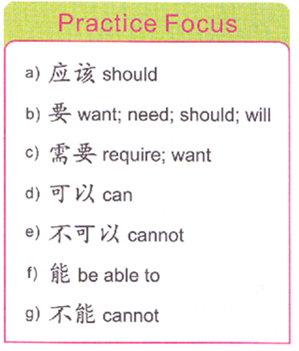 Practice Focus
a) 应该 should
b) 要 want; need; should; will
c) 需要 require; want
d) 可以 can
e) 不可以 cannot
f) 能 be able to
g) 不能 cannot